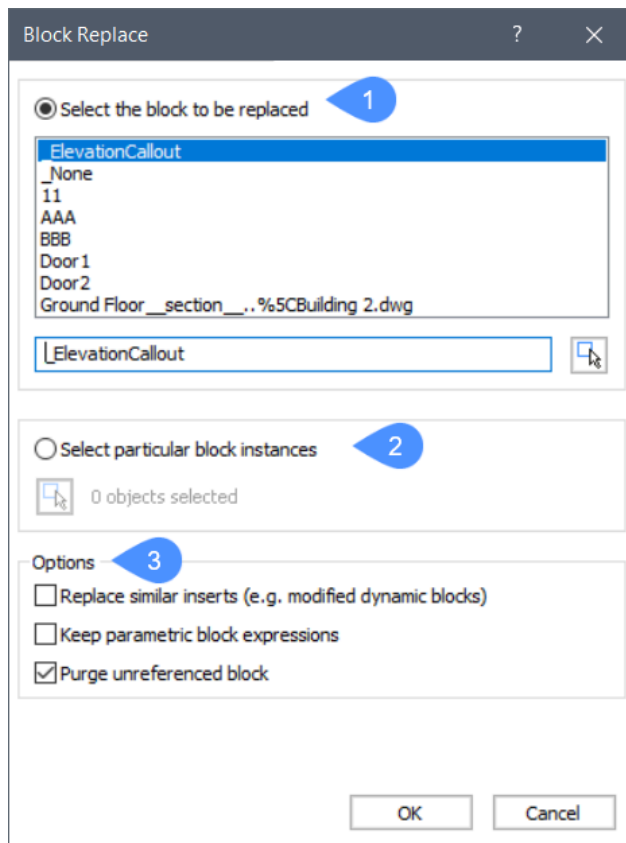 Block Replace ?
Select the block to be replaced 1
_ElevationCallout
_None
11
AAA
BBB
Door1
Door2
Ground Floor__section__..%5CBuilding 2.dwg
_ElevationCallout
Select particular block instances 2
0 objects selected
Options 3
Replace similar inserts (e.g. modified dynamic blocks)
Keep parametric block expressions
Purge unreferenced block
OK Cancel